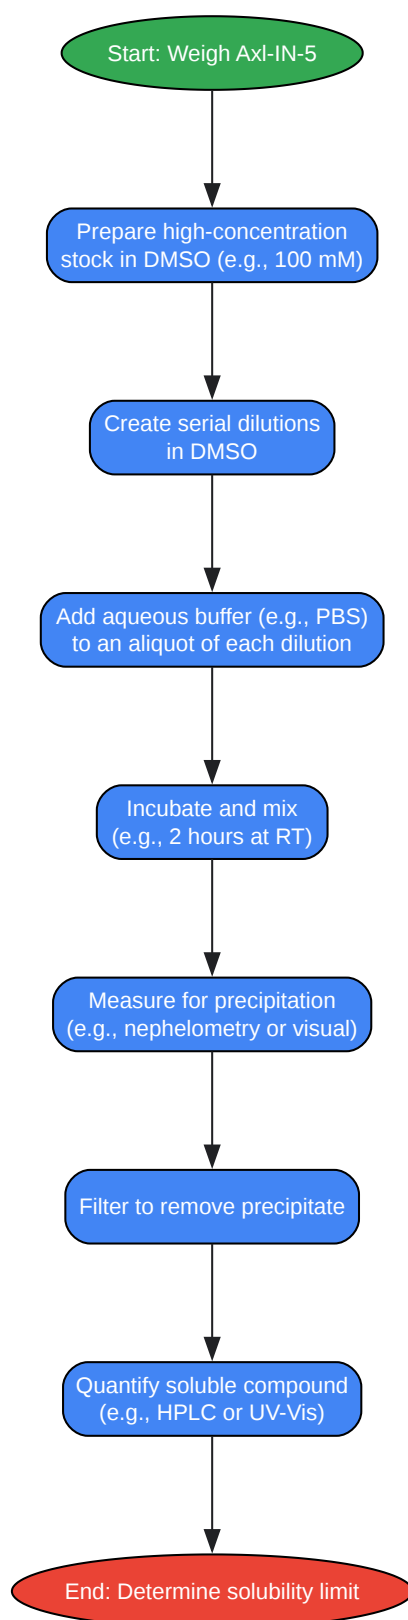 Start: Weigh Axl-IN-5
Prepare high-concentration
stock in DMSO (e.g., 100 mM)
Create serial dilutions
in DMSO
Add aqueous buffer (e.g., PBS)
to an aliquot of each dilution
Incubate and mix
(e.g., 2 hours at RT)
Measure for precipitation
(e.g., nephelometry or visual)
Filter to remove precipitate
Quantify soluble compound
(e.g., HPLC or UV-Vis)
End: Determine solubility limit